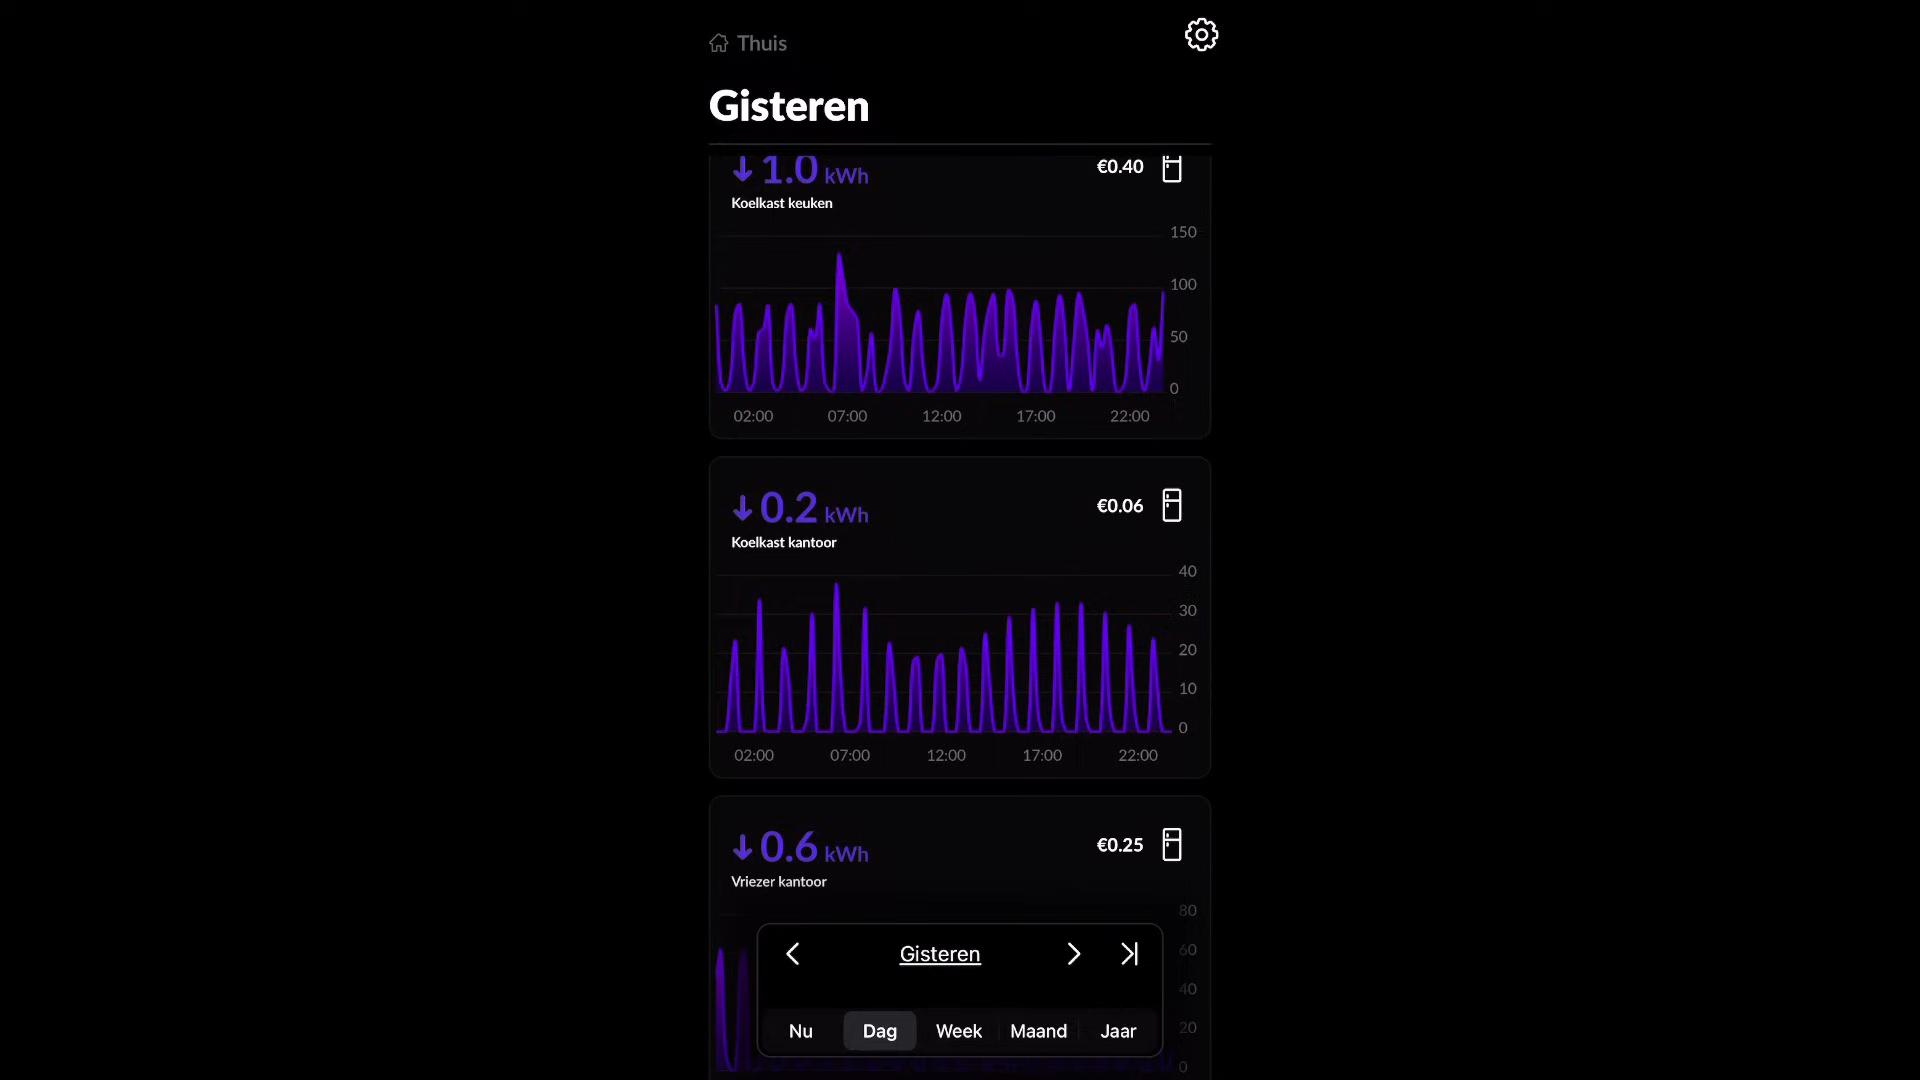 Thuis
Gisteren
1.0 kWh €0.40
Koelkast keuken
150
100
50
0
02:00 07:00 12:00 17:00 22:00
0.2 kWh €0.06
Koelkast kantoor
40
30
20
10
0
02:00 07:00 12:00 17:00 22:00
0.6 kWh €0.25
Vriezer kantoor
80
60
40
20
0
Gisteren
Nu Dag Week Maand Jaar